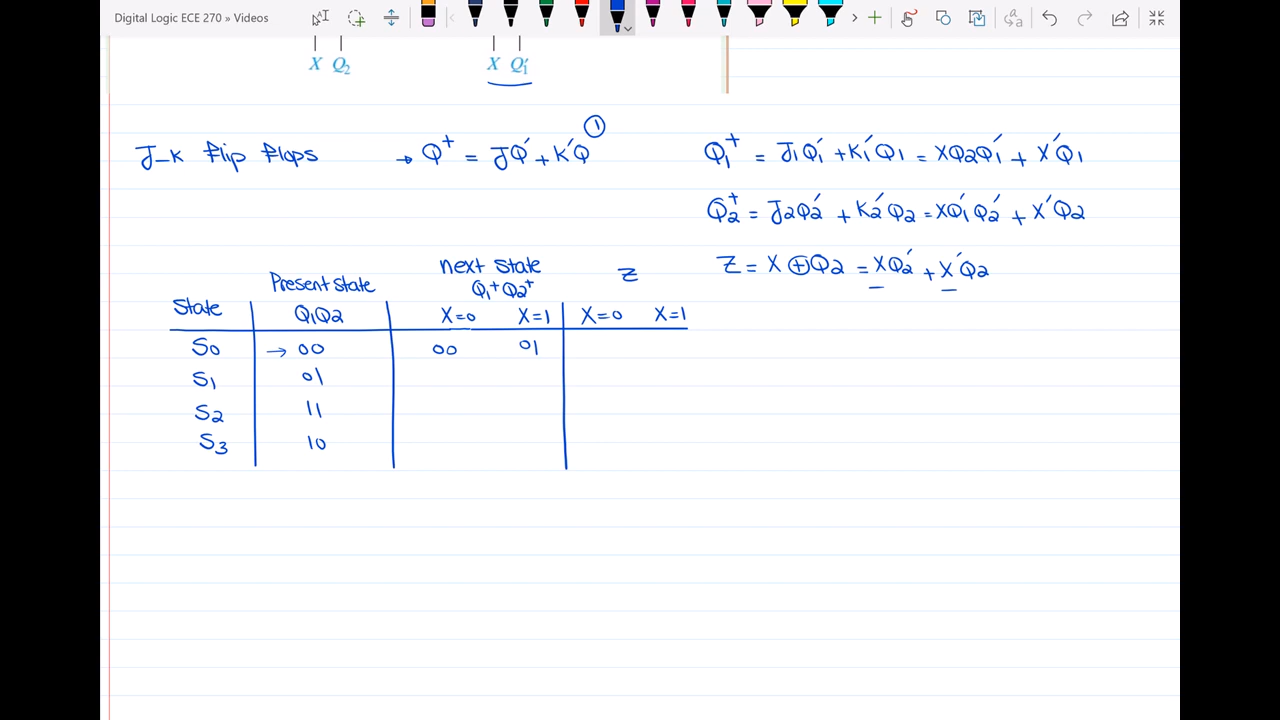 Digital Logic ECE 270 » Videos
X Q2 X Q1′
J-K flip flops → Q⁺ = JQ′ + K′Q ①
Q1⁺ = J1Q1′ + K1′Q1 = XQ2Q1′ + X′Q1
Q2⁺ = J2Q2′ + K2′Q2 = XQ1′Q2′ + X′Q2
Z = X ⊕ Q2 = XQ2′ + X′Q2
State Present state next state Z
Q1Q2 Q1⁺Q2⁺
X=0 X=1 X=0 X=1
S0 → 00 00 01
S1 01
S2 11
S3 10